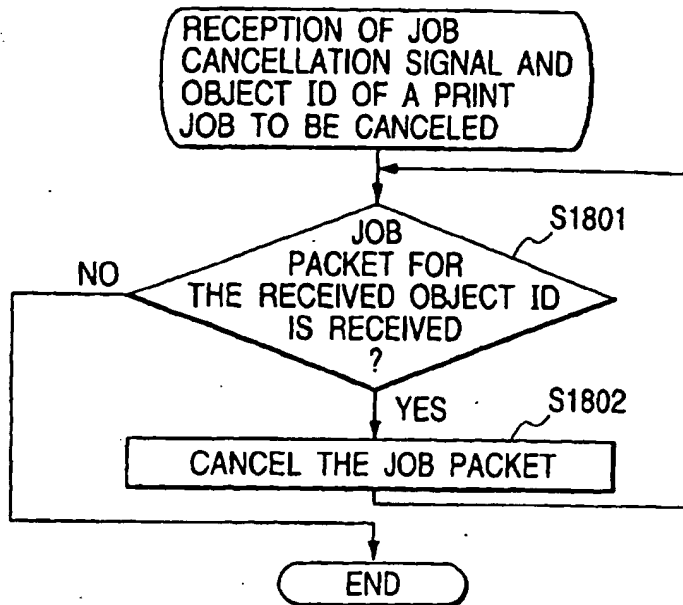 RECEPTION OF JOB
CANCELLATION SIGNAL AND
OBJECT ID OF A PRINT
JOB TO BE CANCELED
S1801
JOB
PACKET FOR
THE RECEIVED OBJECT ID
IS RECEIVED
?
NO
YES
S1802
CANCEL THE JOB PACKET
END